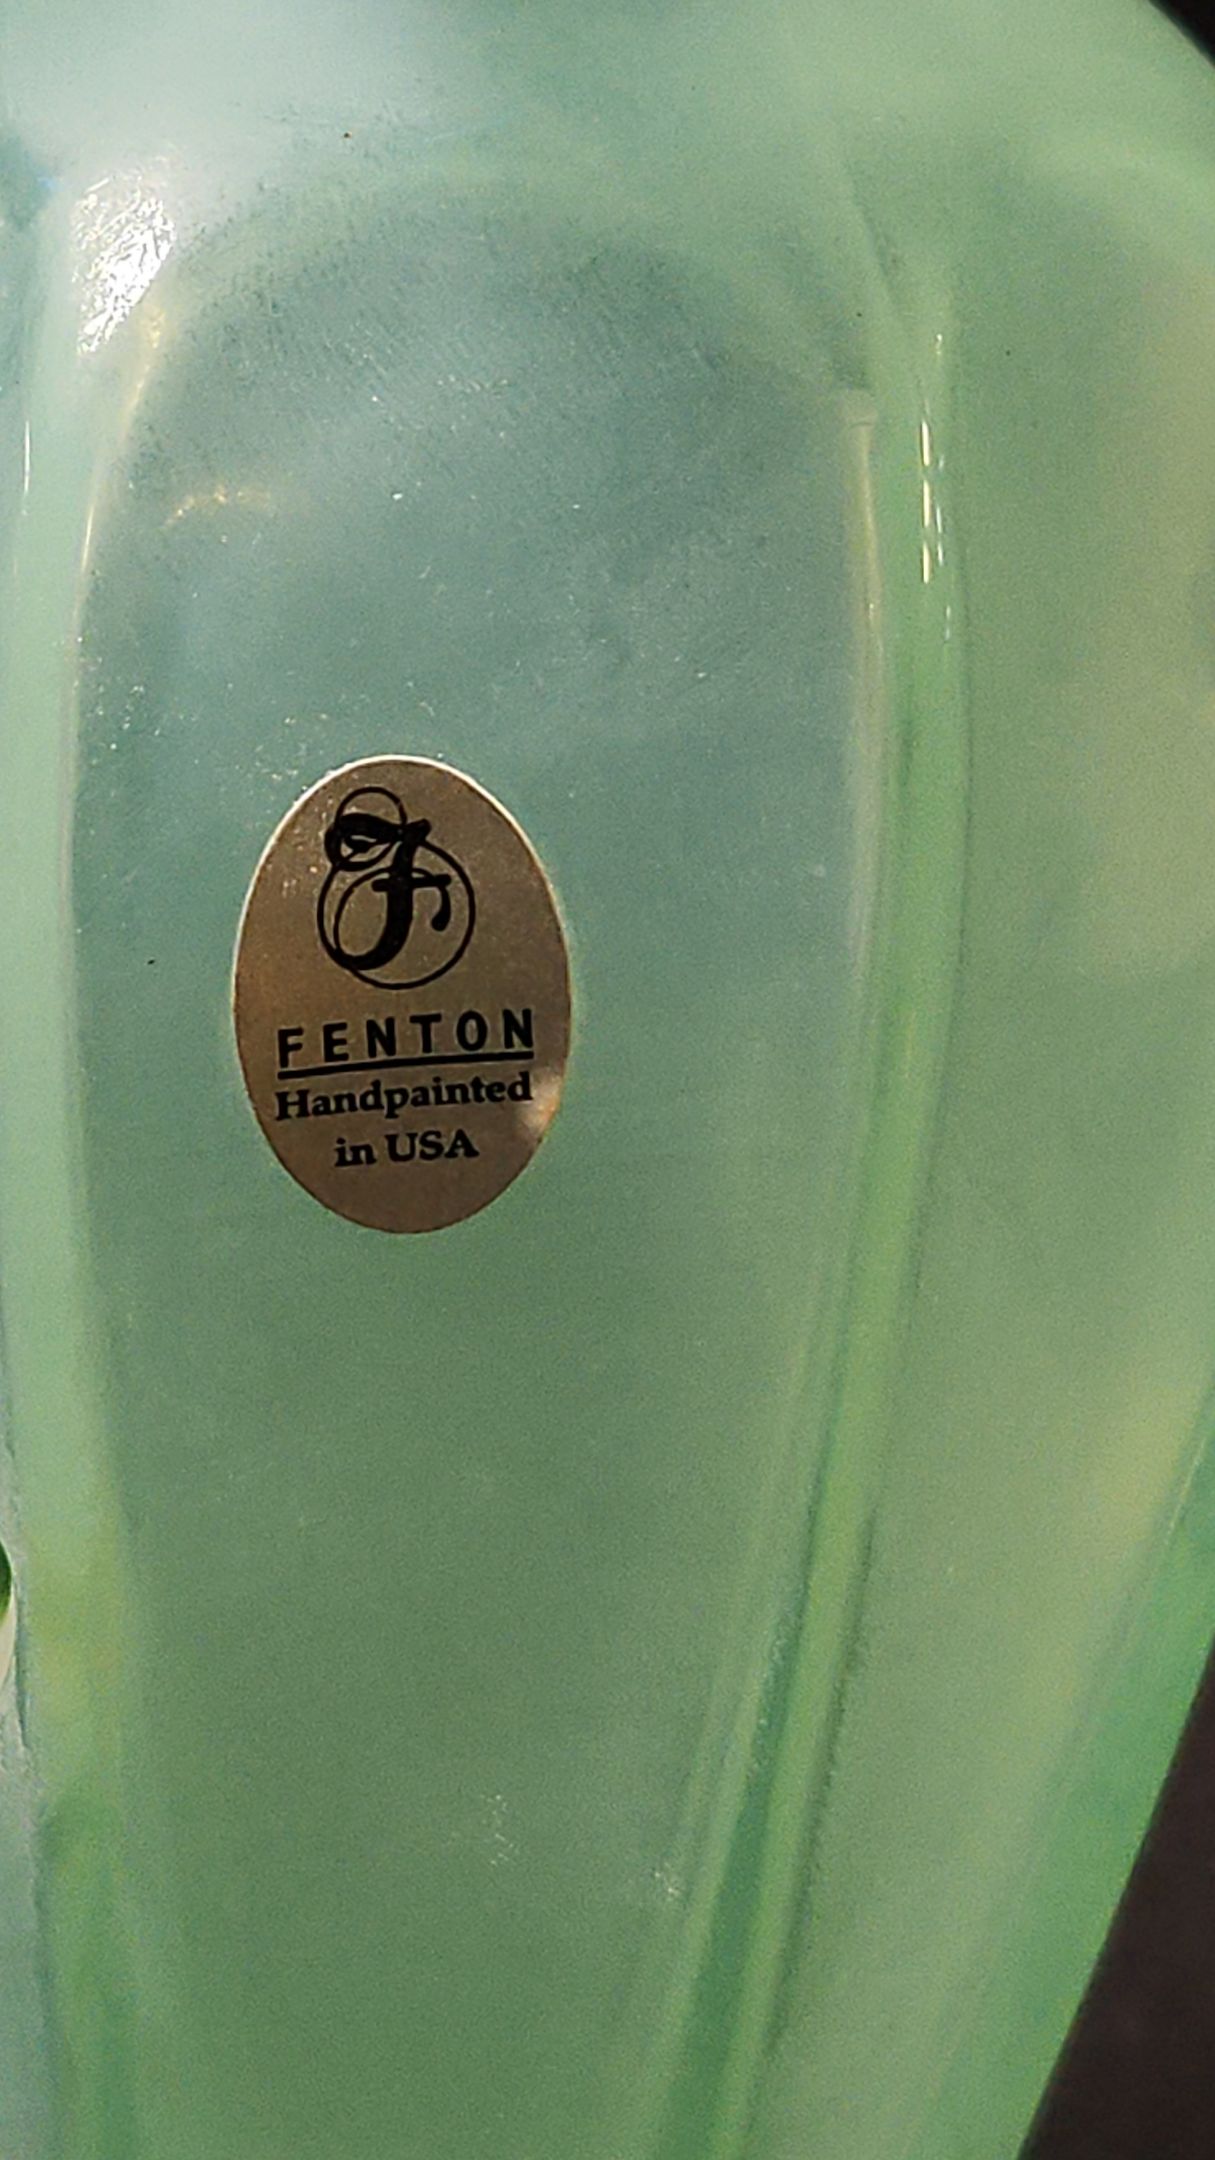 F
FENTON
Handpainted
in USA